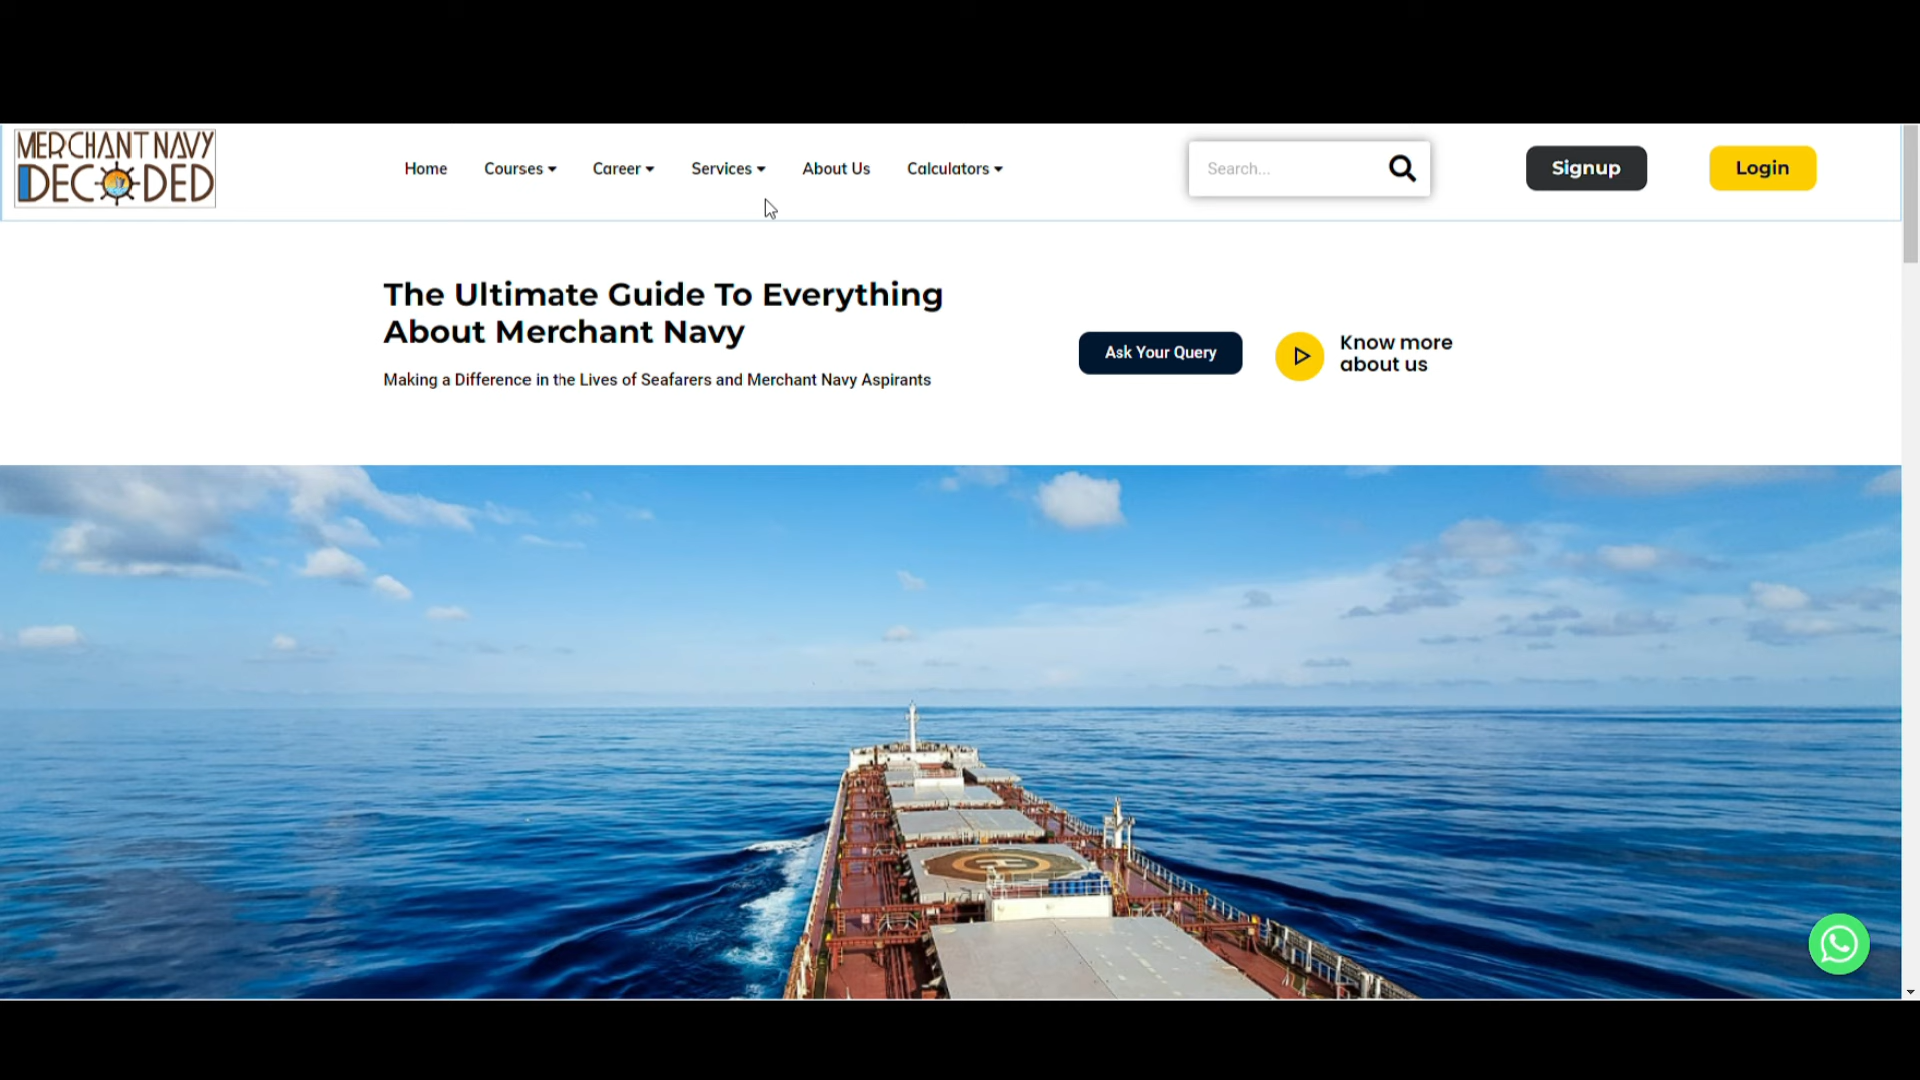 MERCHANT NAVY
DECODED
Home
Courses
Career
Services
About Us
Calculators
Search...
Signup
Login
The Ultimate Guide To Everything
About Merchant Navy
Making a Difference in the Lives of Seafarers and Merchant Navy Aspirants
Ask Your Query
Know more
about us
H